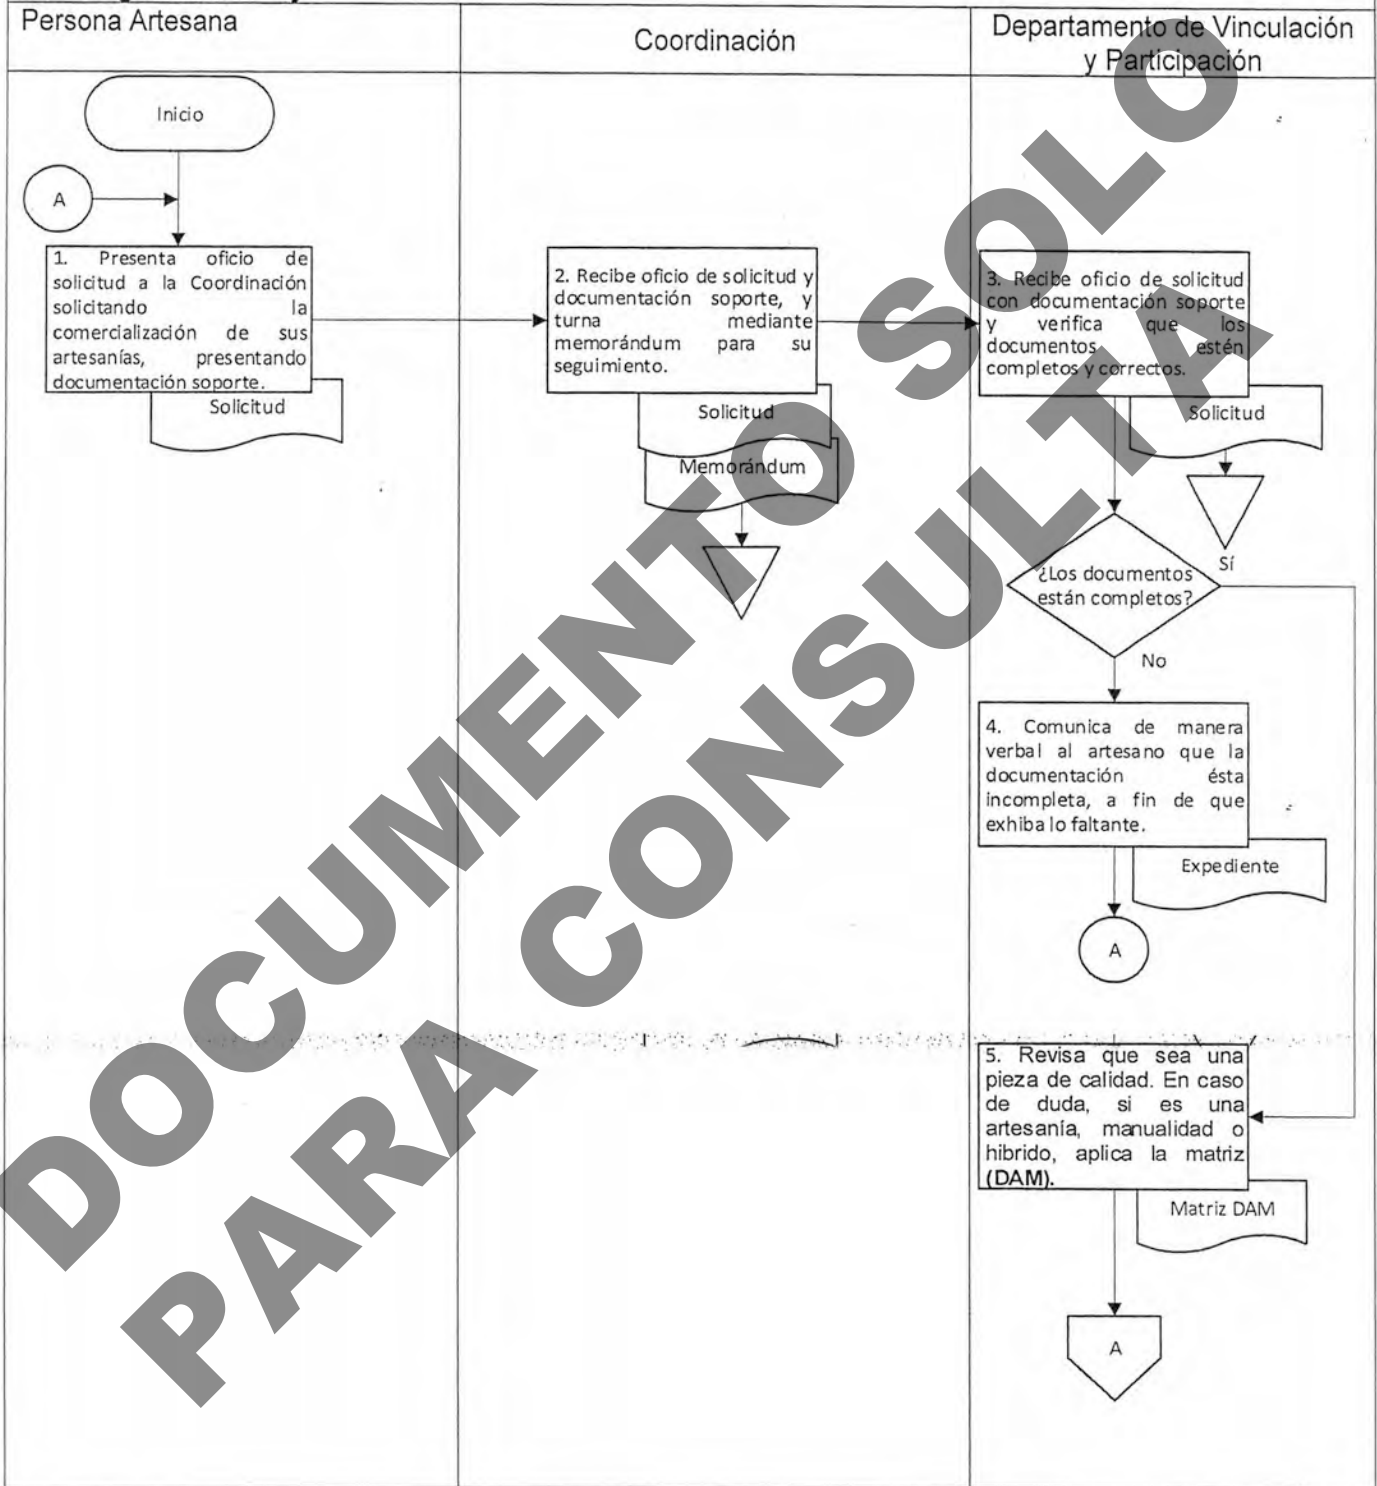 Persona Artesana
Coordinación
Departamento de Vinculación
y Participación
Inicio
A
1. Presenta oficio de
solicitud a la Coordinación
solicitando la
comercialización de sus
artesanías, presentando
documentación soporte.
Solicitud
2. Recibe oficio de solicitud y
documentación soporte, y
turna mediante
memorándum para su
seguimiento.
Solicitud
Memorándum
3. Recibe oficio de solicitud
con documentación soporte
y verifica que los
documentos estén
completos y correctos.
Solicitud
¿Los documentos
están completos?
Sí
No
4. Comunica de manera
verbal al artesano que la
documentación ésta
incompleta, a fin de que
exhiba lo faltante.
Expediente
A
5. Revisa que sea una
pieza de calidad. En caso
de duda, si es una
artesanía, manualidad o
hibrido, aplica la matriz
(DAM).
Matriz DAM
A
DOCUMENTO SOLO
PARA CONSULTA